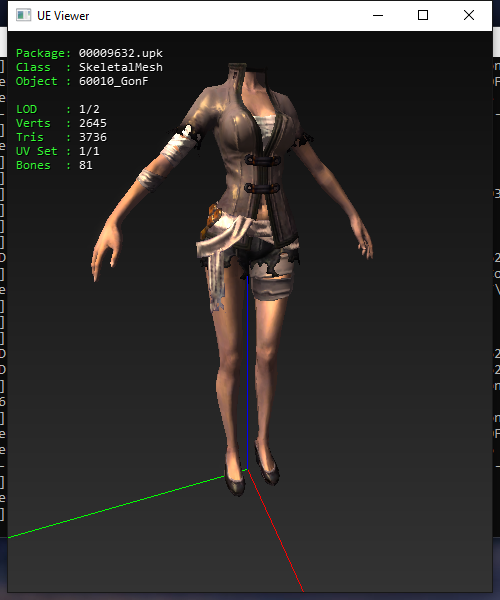 UE Viewer
Package: 00009632.upk
Class : SkeletalMesh
Object : 60010_GonF
LOD : 1/2
Verts : 2645
Tris : 3736
UV Set : 1/1
Bones : 81